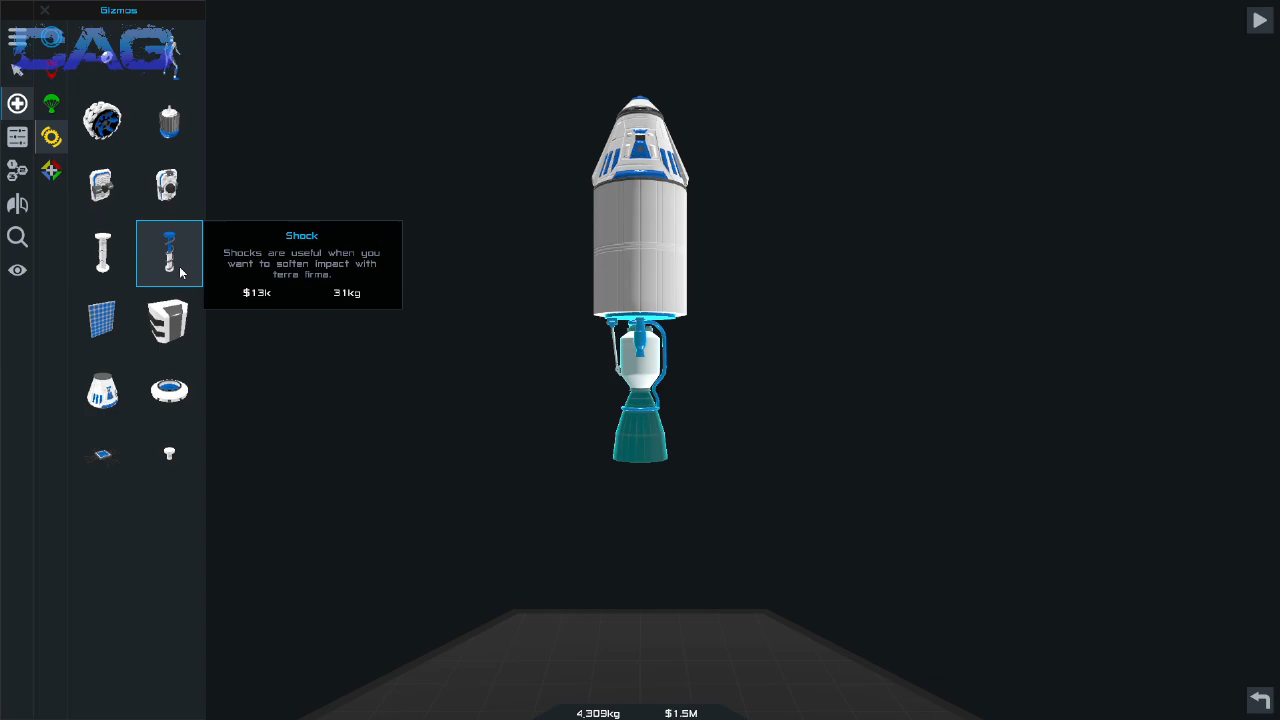 Gizmos
CAG
Shock
Shocks are useful when you
want to soften impact with
terra firma.
$13k 31kg
4,309kg $1.5M